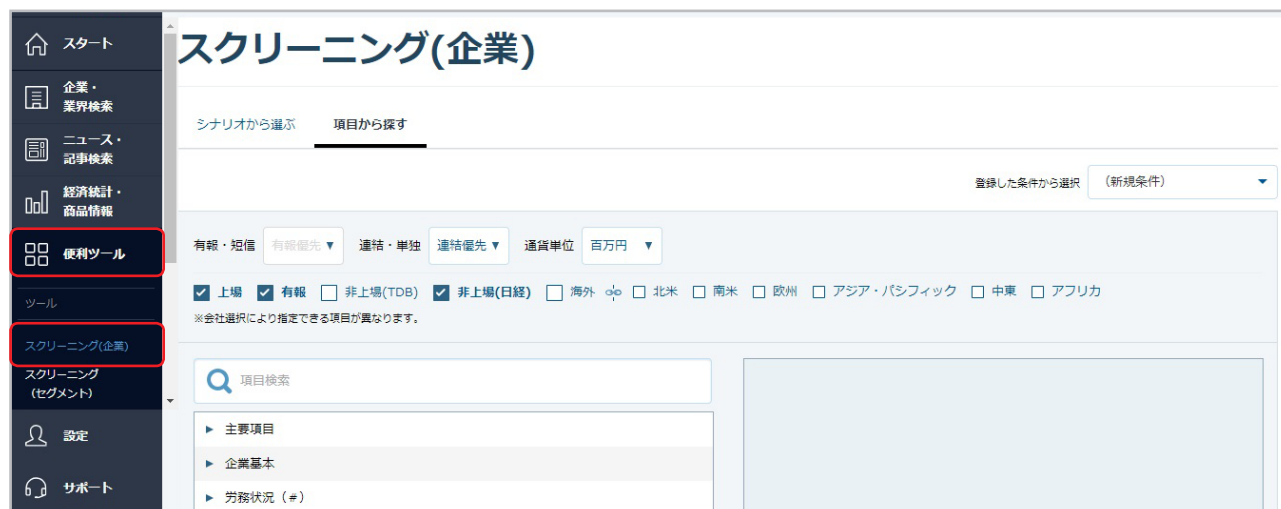 スタート
企業・
業界検索
ニュース・
記事検索
経済統計・
商品情報
便利ツール
ツール
スクリーニング(企業)
スクリーニング
(セグメント)
設定
サポート
スクリーニング(企業)
シナリオから選ぶ 項目から探す
登録した条件から選択 (新規条件)
有報・短信 有報優先 ▼ 連結・単独 連結優先 ▼ 通貨単位 百万円 ▼
上場 有報 非上場(TDB) 非上場(日経) 海外 北米 南米 欧州 アジア・パシフィック 中東 アフリカ
※会社選択により指定できる項目が異なります。
項目検索
▶ 主要項目
▶ 企業基本
▶ 労務状況 (#)